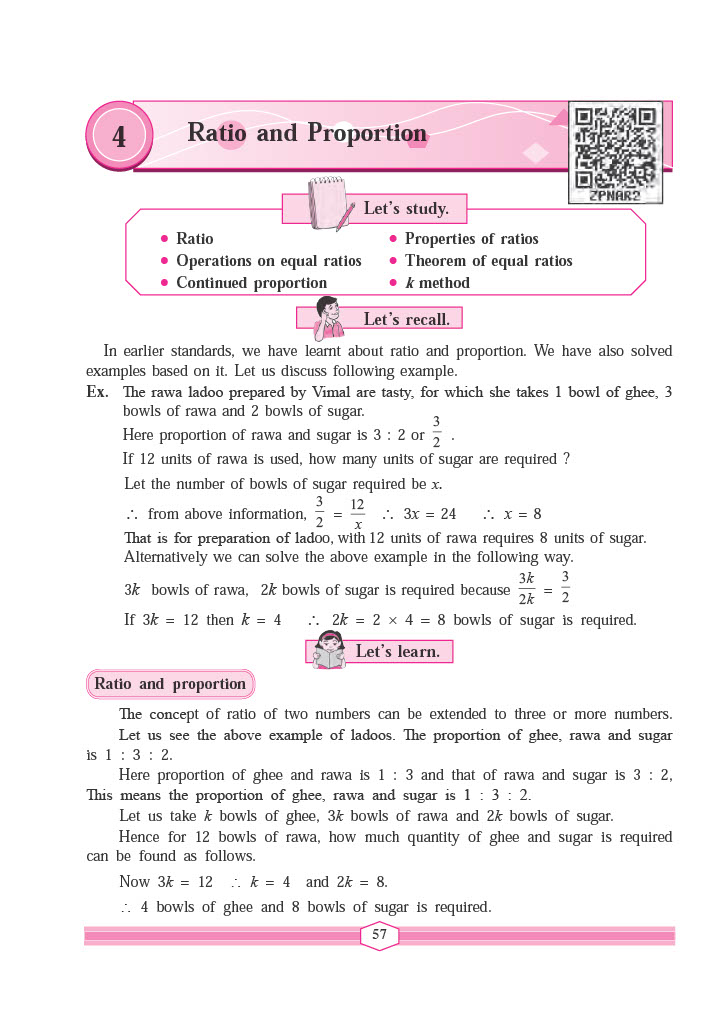 4
Ratio and Proportion
ZPNAR2
Let's study.
• Ratio
• Properties of ratios
• Operations on equal ratios
• Theorem of equal ratios
• Continued proportion
• k method
Let's recall.
In earlier standards, we have learnt about ratio and proportion. We have also solved
examples based on it. Let us discuss following example.
Ex. The rawa ladoo prepared by Vimal are tasty, for which she takes 1 bowl of ghee, 3
bowls of rawa and 2 bowls of sugar.
Here proportion of rawa and sugar is 3 : 2 or 3/2 .
If 12 units of rawa is used, how many units of sugar are required ?
Let the number of bowls of sugar required be x.
∴ from above information, 3/2 = 12/x ∴ 3x = 24 ∴ x = 8
That is for preparation of ladoo, with 12 units of rawa requires 8 units of sugar.
Alternatively we can solve the above example in the following way.
3k bowls of rawa, 2k bowls of sugar is required because 3k/2k = 3/2
If 3k = 12 then k = 4 ∴ 2k = 2 × 4 = 8 bowls of sugar is required.
Let's learn.
Ratio and proportion
The concept of ratio of two numbers can be extended to three or more numbers.
Let us see the above example of ladoos. The proportion of ghee, rawa and sugar
is 1 : 3 : 2.
Here proportion of ghee and rawa is 1 : 3 and that of rawa and sugar is 3 : 2,
This means the proportion of ghee, rawa and sugar is 1 : 3 : 2.
Let us take k bowls of ghee, 3k bowls of rawa and 2k bowls of sugar.
Hence for 12 bowls of rawa, how much quantity of ghee and sugar is required
can be found as follows.
Now 3k = 12 ∴ k = 4 and 2k = 8.
∴ 4 bowls of ghee and 8 bowls of sugar is required.
57